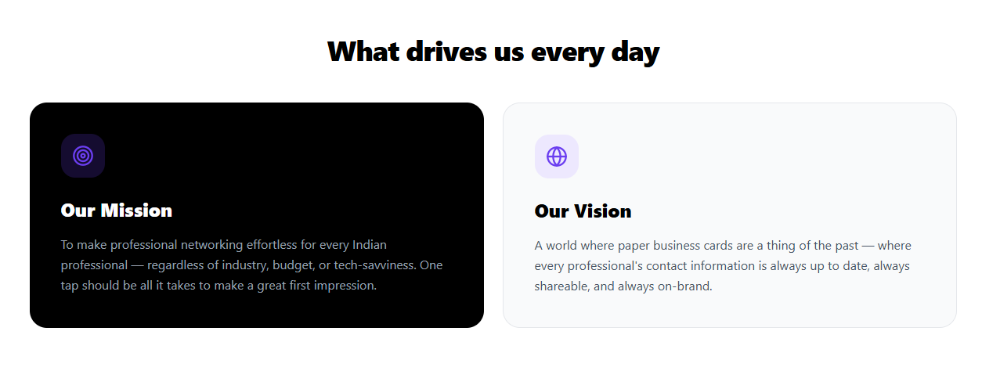 What drives us every day
Our Mission
To make professional networking effortless for every Indian
professional — regardless of industry, budget, or tech-savviness. One
tap should be all it takes to make a great first impression.
Our Vision
A world where paper business cards are a thing of the past — where
every professional's contact information is always up to date, always
shareable, and always on-brand.